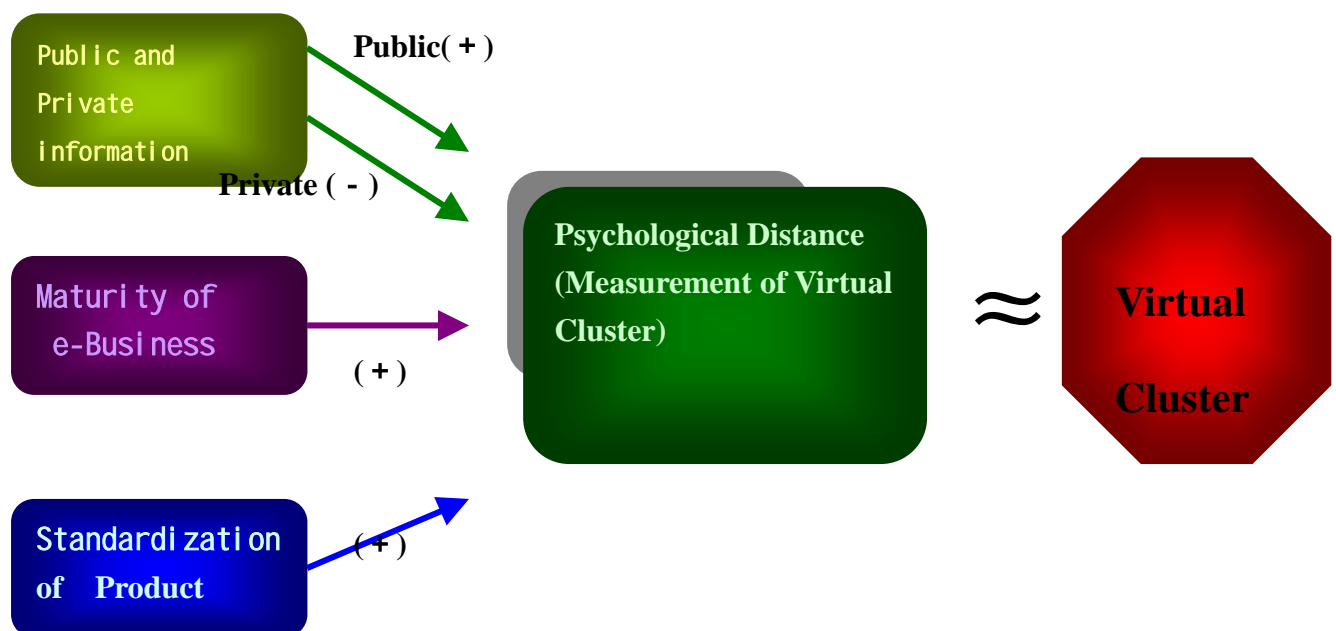 Public and
Private
information
Public( + )
Private ( - )
Maturity of
e-Business
( + )
Standardization
of Product
( + )
Psychological Distance
(Measurement of Virtual
Cluster)
≈
Virtual
Cluster